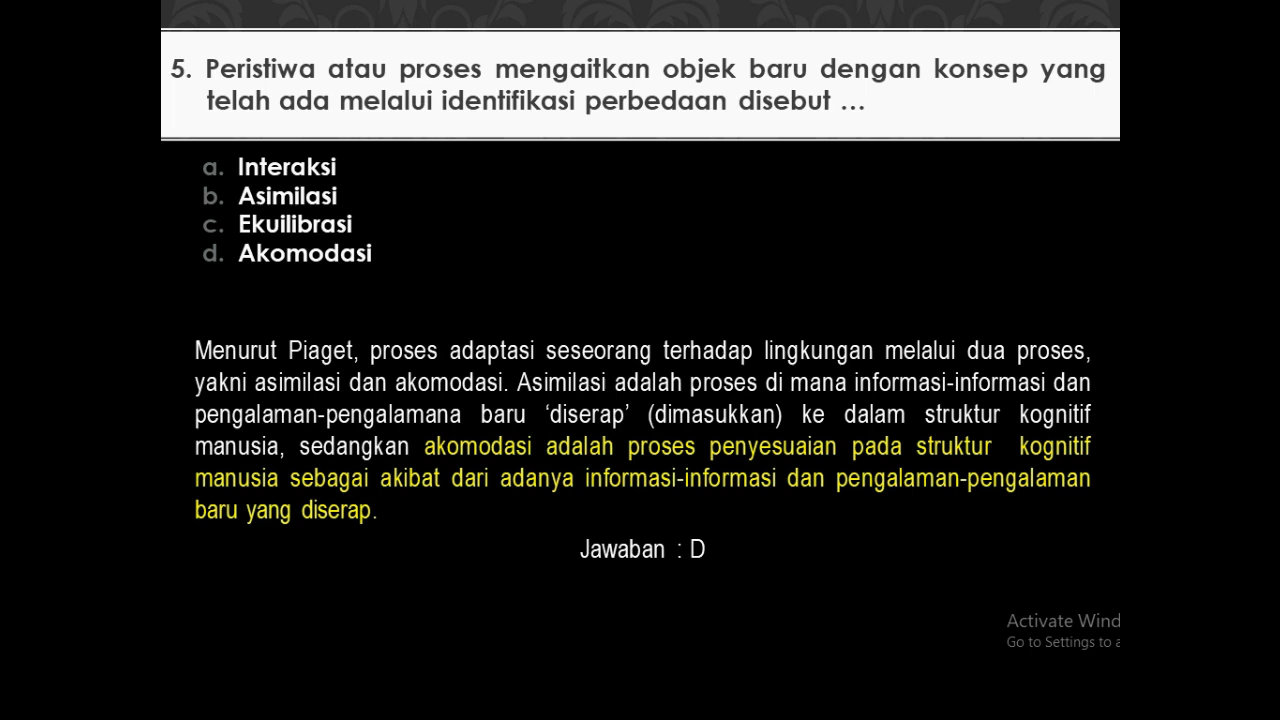 5. Peristiwa atau proses mengaitkan objek baru dengan konsep yang
telah ada melalui identifikasi perbedaan disebut ...
a. Interaksi
b. Asimilasi
c. Ekuilibrasi
d. Akomodasi
Menurut Piaget, proses adaptasi seseorang terhadap lingkungan melalui dua proses,
yakni asimilasi dan akomodasi. Asimilasi adalah proses di mana informasi-informasi dan
pengalaman-pengalamana baru ‘diserap’ (dimasukkan) ke dalam struktur kognitif
manusia, sedangkan akomodasi adalah proses penyesuaian pada struktur kognitif
manusia sebagai akibat dari adanya informasi-informasi dan pengalaman-pengalaman
baru yang diserap.
Jawaban : D
Activate Wind
Go to Settings to a